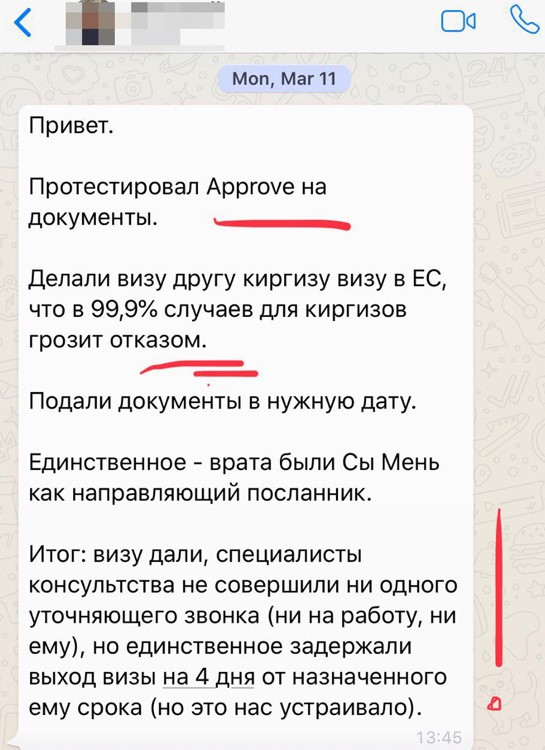 Mon, Mar 11
Привет.
Протестировал Approve на
документы.
Делали визу другу киргизу визу в ЕС,
что в 99,9% случаев для киргизов
грозит отказом.
Подали документы в нужную дату.
Единственное - врата были Сы Мень
как направляющий посланник.
Итог: визу дали, специалисты
консультства не совершили ни одного
уточняющего звонка (ни на работу, ни
ему), но единственное задержали
выход визы на 4 дня от назначенного
ему срока (но это нас устраивало).
13:45